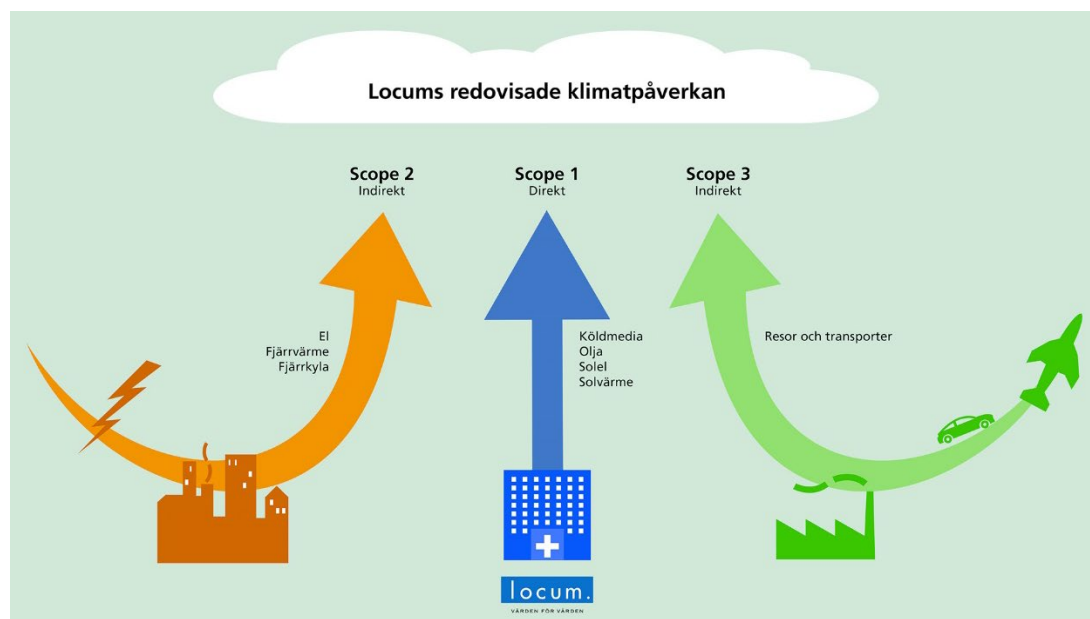 Locums redovisade klimatpåverkan
Scope 2
Indirekt
El
Fjärrvärme
Fjärrkyla
Scope 1
Direkt
Köldmedia
Olja
Solel
Solvärme
Scope 3
Indirekt
Resor och transporter
locum.
VÄRDEN FÖR VÅRDEN